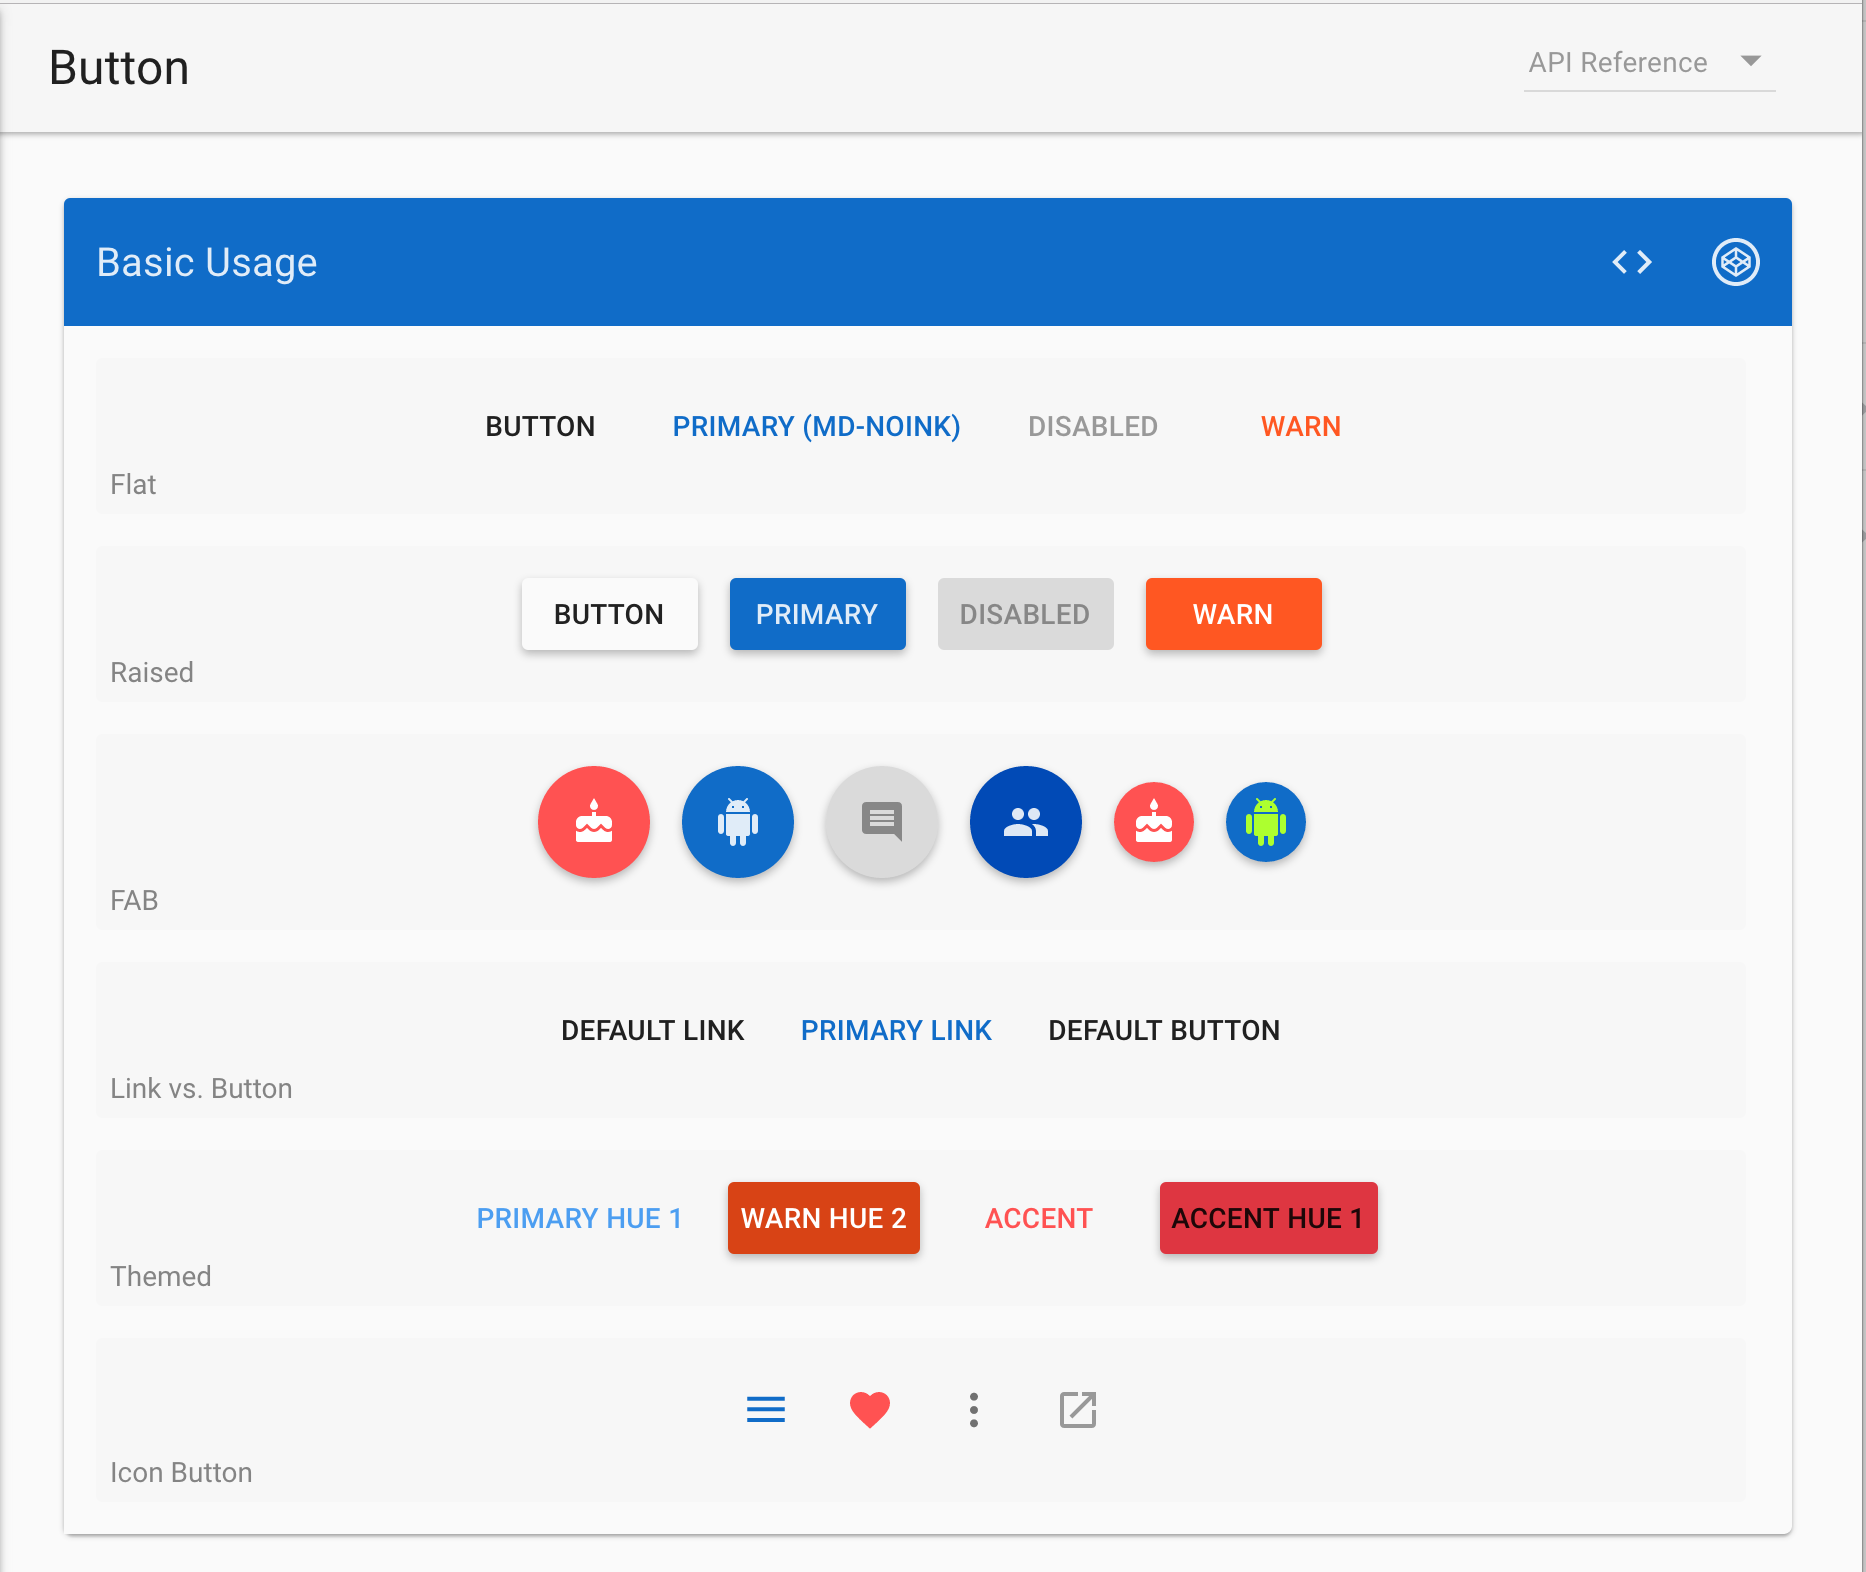 Button
API Reference
Basic Usage
BUTTON PRIMARY (MD-NOINK) DISABLED WARN
Flat
BUTTON PRIMARY DISABLED WARN
Raised
FAB
DEFAULT LINK PRIMARY LINK DEFAULT BUTTON
Link vs. Button
PRIMARY HUE 1 WARN HUE 2 ACCENT ACCENT HUE 1
Themed
Icon Button